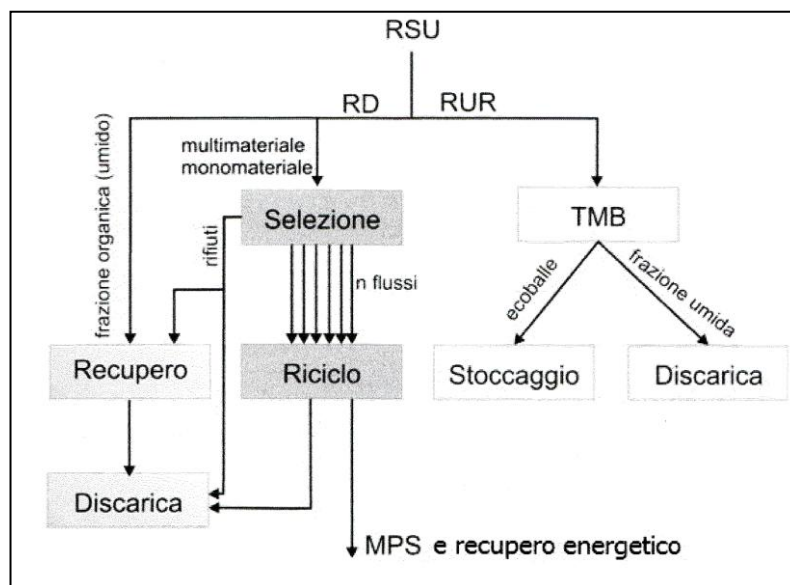 RSU
RD
RUR
frazione organica (umido)
multimateriale
monomateriale
Selezione
TMB
rifiuti
n flussi
ecoballe
frazione umida
Recupero
Riciclo
Stoccaggio
Discarica
Discarica
MPS e recupero energetico